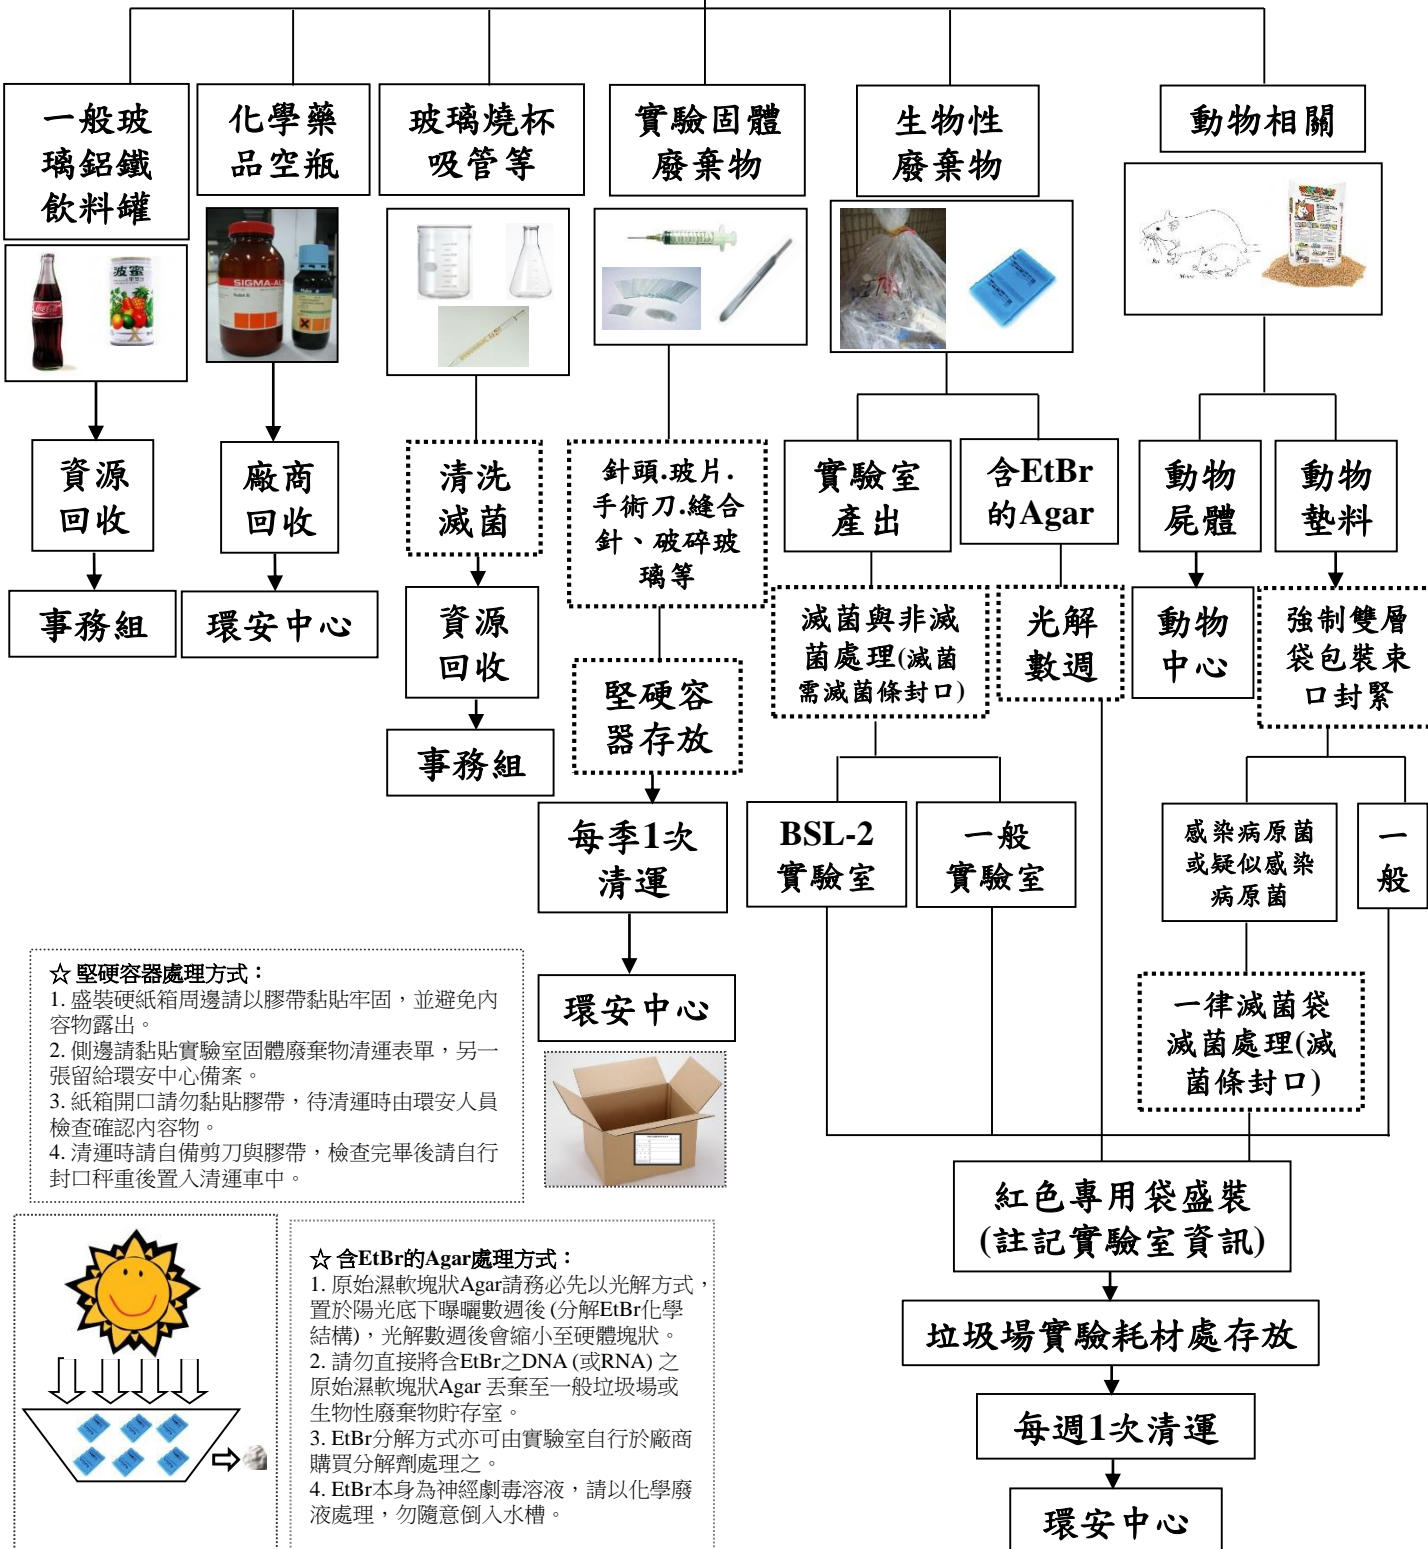 一般玻
璃鋁鐵
飲料罐
化學藥
品空瓶
玻璃燒杯
吸管等
實驗固體
廢棄物
生物性
廢棄物
動物相關
Coca-Cola
波蜜
SIGMA-AL
資源
回收
廠商
回收
清洗
滅菌
針頭.玻片.
手術刀.縫合
針、破碎玻
璃等
實驗室
產出
含EtBr
的Agar
動物
屍體
動物
墊料
事務組
環安中心
資源
回收
堅硬容
器存放
滅菌與非滅
菌處理(滅菌
需滅菌條封口)
光解
數週
動物
中心
強制雙層
袋包裝束
口封緊
事務組
每季1次
清運
BSL-2
實驗室
一般
實驗室
感染病原菌
或疑似感染
病原菌
一
般
環安中心
一律滅菌袋
滅菌處理(滅
菌條封口)
☆ 堅硬容器處理方式：
1. 盛裝硬紙箱周邊請以膠帶黏貼牢固，並避免內
容物露出。
2. 側邊請黏貼實驗室固體廢棄物清運表單，另一
張留給環安中心備案。
3. 紙箱開口請勿黏貼膠帶，待清運時由環安人員
檢查確認內容物。
4. 清運時請自備剪刀與膠帶，檢查完畢後請自行
封口秤重後置入清運車中。
紅色專用袋盛裝
(註記實驗室資訊)
垃圾場實驗耗材處存放
每週1次清運
環安中心
☆ 含EtBr的Agar處理方式：
1. 原始濕軟塊狀Agar請務必先以光解方式，
置於陽光底下曝曬數週後 (分解EtBr化學
結構)，光解數週後會縮小至硬體塊狀。
2. 請勿直接將含EtBr之DNA (或RNA) 之
原始濕軟塊狀Agar 丟棄至一般垃圾場或
生物性廢棄物貯存室。
3. EtBr分解方式亦可由實驗室自行於廠商
購買分解劑處理之。
4. EtBr本身為神經劇毒溶液，請以化學廢
液處理，勿隨意倒入水槽。